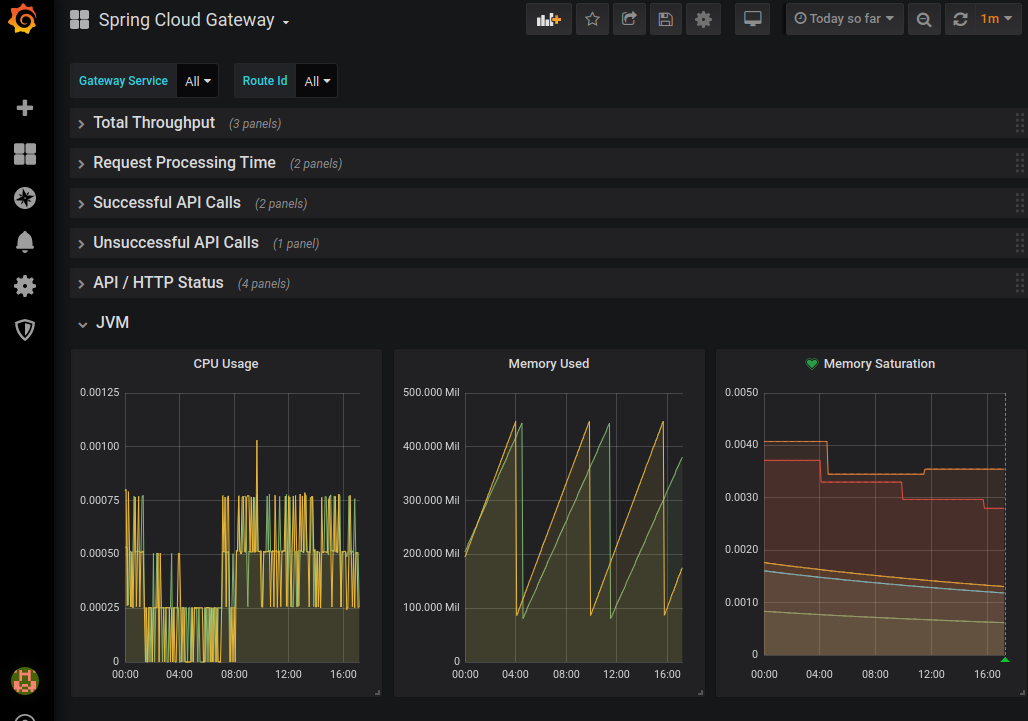 Spring Cloud Gateway
Today so far
1m
Gateway Service All Route Id All
Total Throughput (3 panels)
Request Processing Time (2 panels)
Successful API Calls (2 panels)
Unsuccessful API Calls (1 panel)
API / HTTP Status (4 panels)
JVM
CPU Usage
0.00125
0.00100
0.00075
0.00050
0.00025
0
00:00 04:00 08:00 12:00 16:00
Memory Used
500.000 Mil
400.000 Mil
300.000 Mil
200.000 Mil
100.000 Mil
0
00:00 04:00 08:00 12:00 16:00
Memory Saturation
0.0050
0.0040
0.0030
0.0020
0.0010
0
00:00 04:00 08:00 12:00 16:00